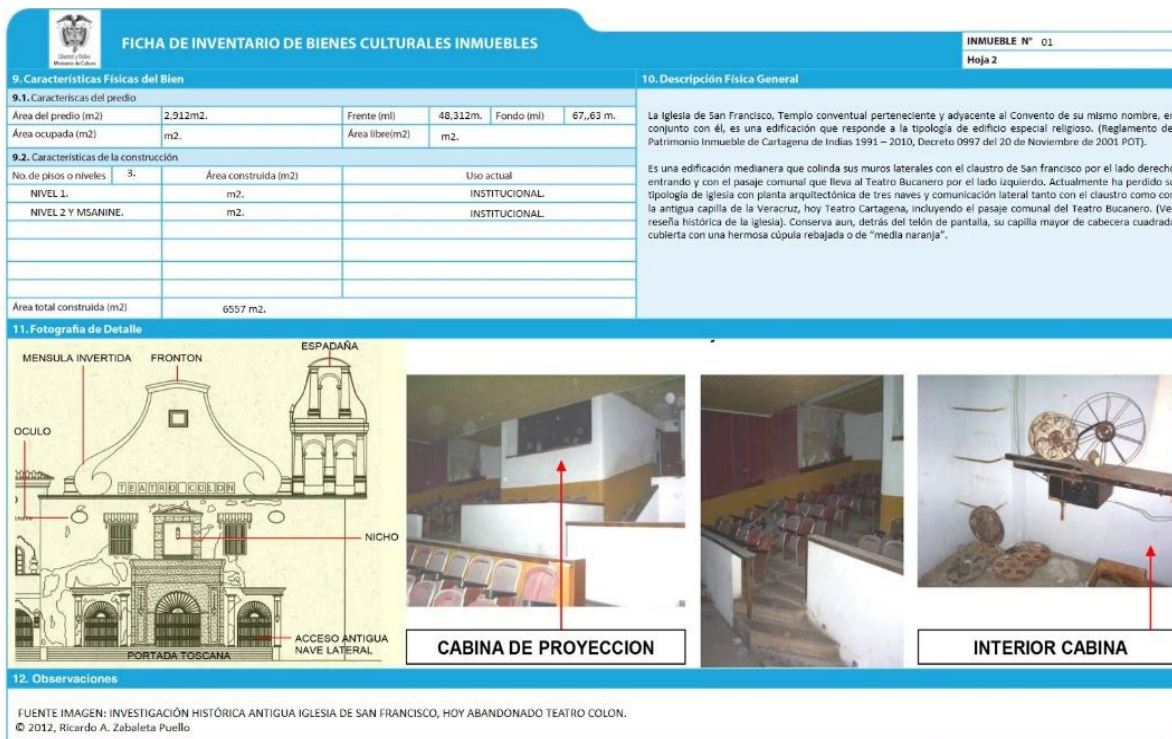 Libertad y Orden
Ministerio de Cultura
FICHA DE INVENTARIO DE BIENES CULTURALES INMUEBLES
INMUEBLE N° 01
Hoja 2
9. Características Físicas del Bien
9.1. Cararteriscas del predio
Área del predio (m2) 2,912m2. Frente (ml) 48,312m. Fondo (ml) 67,,63 m.
Área ocupada (m2) m2. Área libre(m2) m2.
9.2. Características de la construcción
No. de pisos o niveles 3. Área construida (m2) Uso actual
NIVEL 1. m2. INSTITUCIONAL.
NIVEL 2 Y MSANINE. m2. INSTITUCIONAL.
Área total construida (m2) 6557 m2.
10. Descripción Física General
La Iglesia de San Francisco, Templo conventual perteneciente y adyacente al Convento de su mismo nombre, en
conjunto con él, es una edificación que responde a la tipología de edificio especial religioso. (Reglamento de
Patrimonio Inmueble de Cartagena de Indias 1991 – 2010, Decreto 0997 del 20 de Noviembre de 2001 POT).
Es una edificación medianera que colinda sus muros laterales con el claustro de San francisco por el lado derecho
entrando y con el pasaje comunal que lleva al Teatro Bucanero por el lado izquierdo. Actualmente ha perdido su
tipología de iglesia con planta arquitectónica de tres naves y comunicación lateral tanto con el claustro como con
la antigua capilla de la Veracruz, hoy Teatro Cartagena, incluyendo el pasaje comunal del Teatro Bucanero. (Ver
reseña histórica de la iglesia). Conserva aun, detrás del telón de pantalla, su capilla mayor de cabecera cuadrada
cubierta con una hermosa cúpula rebajada o de “media naranja”.
11. Fotografia de Detalle
ESPADAÑA
MENSULA INVERTIDA FRONTON
OCULO
TEATRO COLON
NICHO
ACCESO ANTIGUA
NAVE LATERAL
PORTADA TOSCANA
CABINA DE PROYECCION
INTERIOR CABINA
12. Observaciones
FUENTE IMAGEN: INVESTIGACIÓN HISTÓRICA ANTIGUA IGLESIA DE SAN FRANCISCO, HOY ABANDONADO TEATRO COLON.
© 2012, Ricardo A. Zabaleta Puello